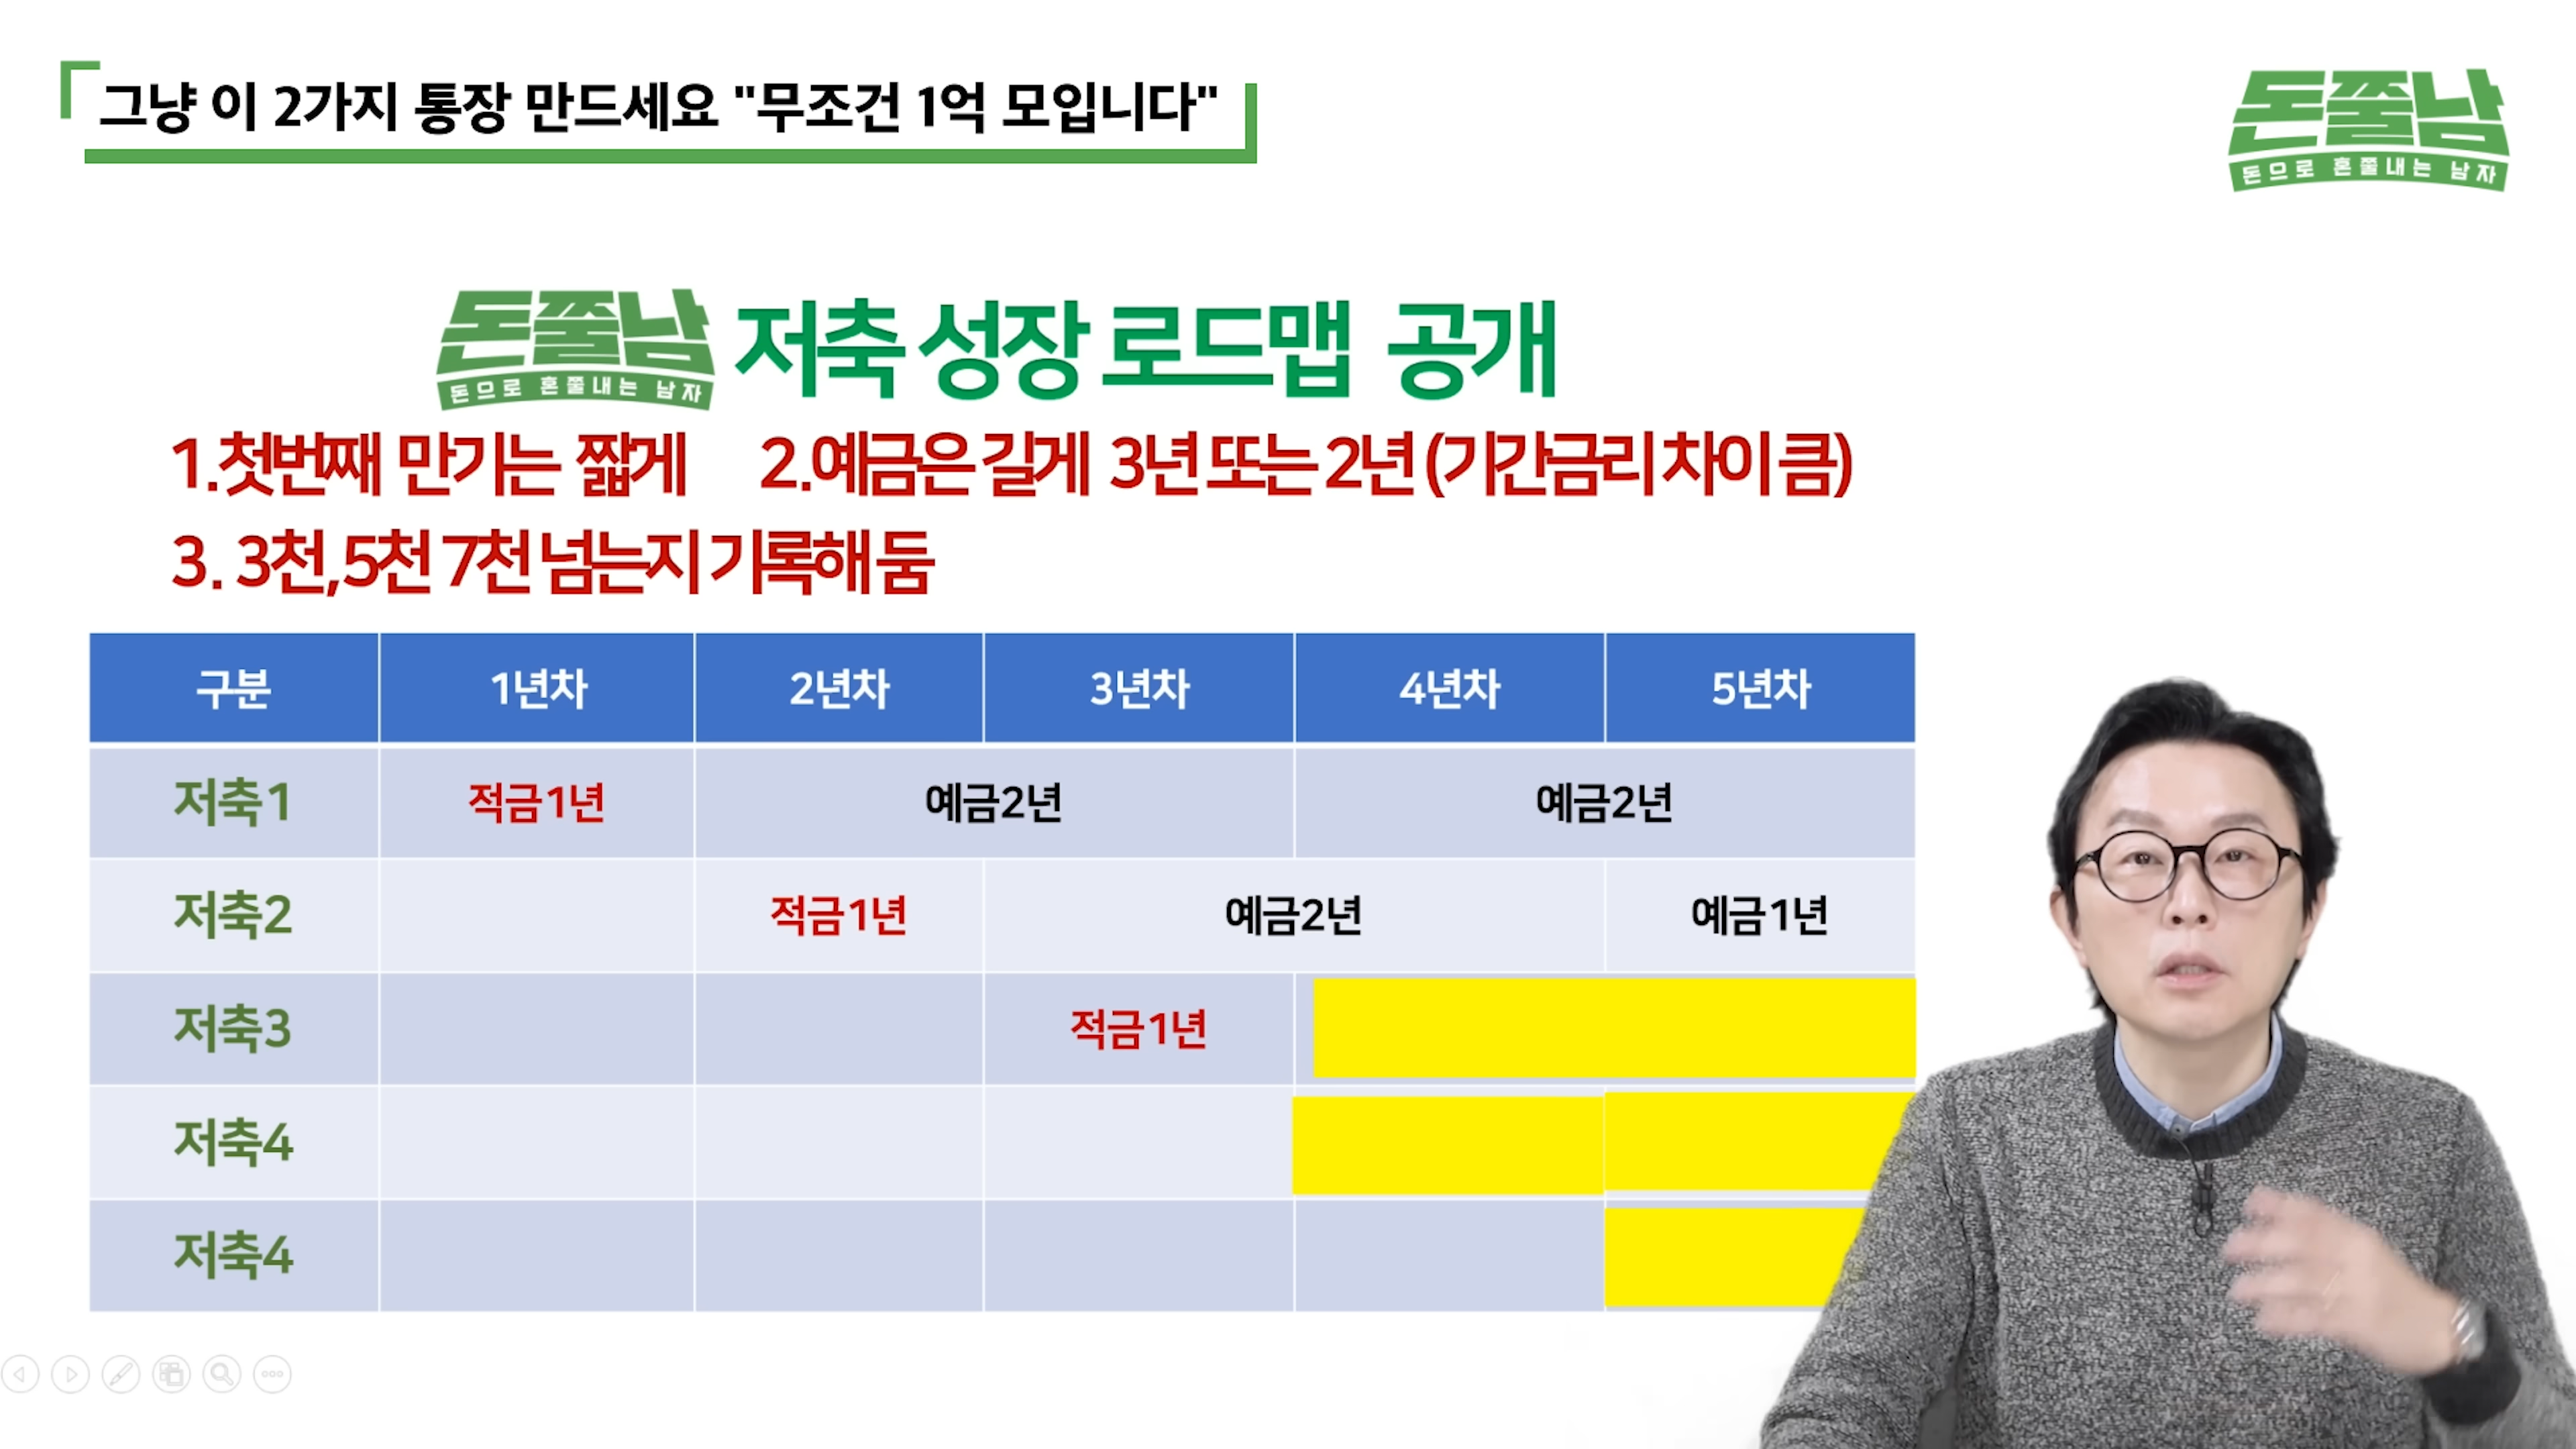 그냥 이 2가지 통장 만드세요 "무조건 1억 모입니다"
돈쭐남
돈으로 혼쭐내는 남자
돈쭐남
돈으로 혼쭐내는 남자
저축 성장 로드맵 공개
1.첫번째 만기는 짧게 2.예금은 길게 3년 또는 2년 (기간금리 차이 큼)
3. 3천,5천 7천 넘는지 기록해 둠
구분 1년차 2년차 3년차 4년차 5년차
저축1 적금1년 예금2년 예금2년
저축2 적금1년 예금2년 예금1년
저축3 적금1년
저축4
저축4